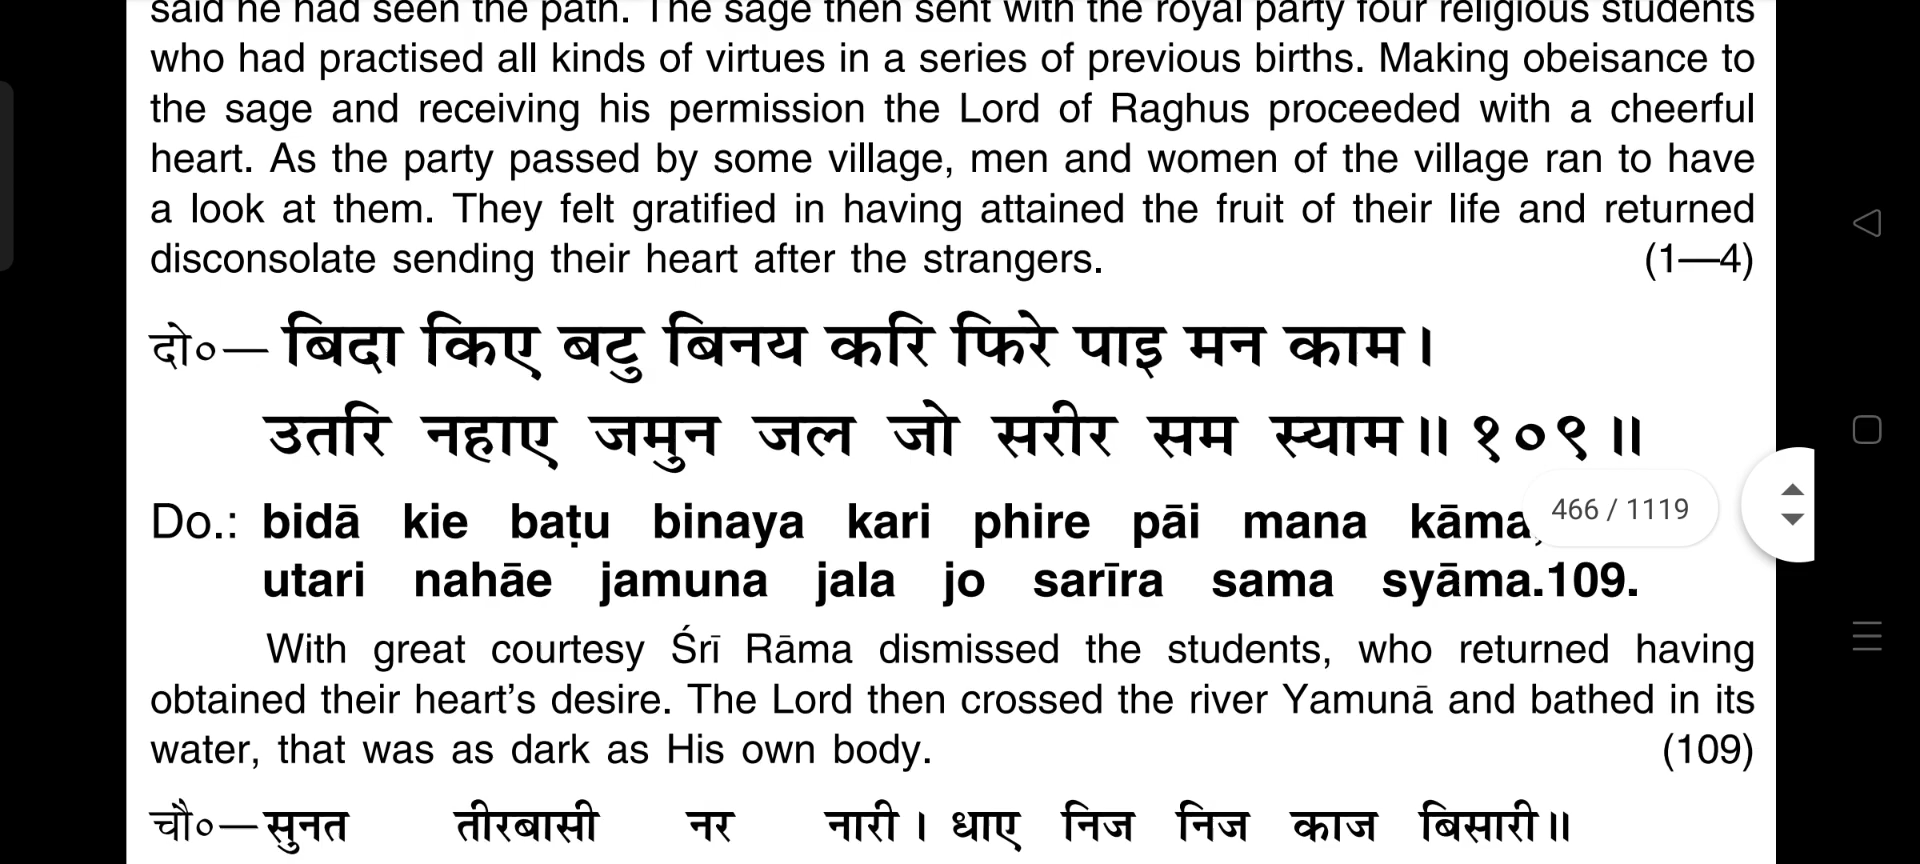 said he had seen the path. The sage then sent with the royal party four religious students
who had practised all kinds of virtues in a series of previous births. Making obeisance to
the sage and receiving his permission the Lord of Raghus proceeded with a cheerful
heart. As the party passed by some village, men and women of the village ran to have
a look at them. They felt gratified in having attained the fruit of their life and returned
disconsolate sending their heart after the strangers. (1—4)
दो०— बिदा किए बटु बिनय करि फिरे पाइ मन काम।
उतरि नहाए जमुन जल जो सरीर सम स्याम॥ १०९॥
Do.: bidā kie baṭu binaya kari phire pāi mana kāma,
466 / 1119
utari nahāe jamuna jala jo sarīra sama syāma.109.
With great courtesy Śrī Rāma dismissed the students, who returned having
obtained their heart’s desire. The Lord then crossed the river Yamunā and bathed in its
water, that was as dark as His own body. (109)
चौ०—सुनत तीरबासी नर नारी। धाए निज निज काज बिसारी॥